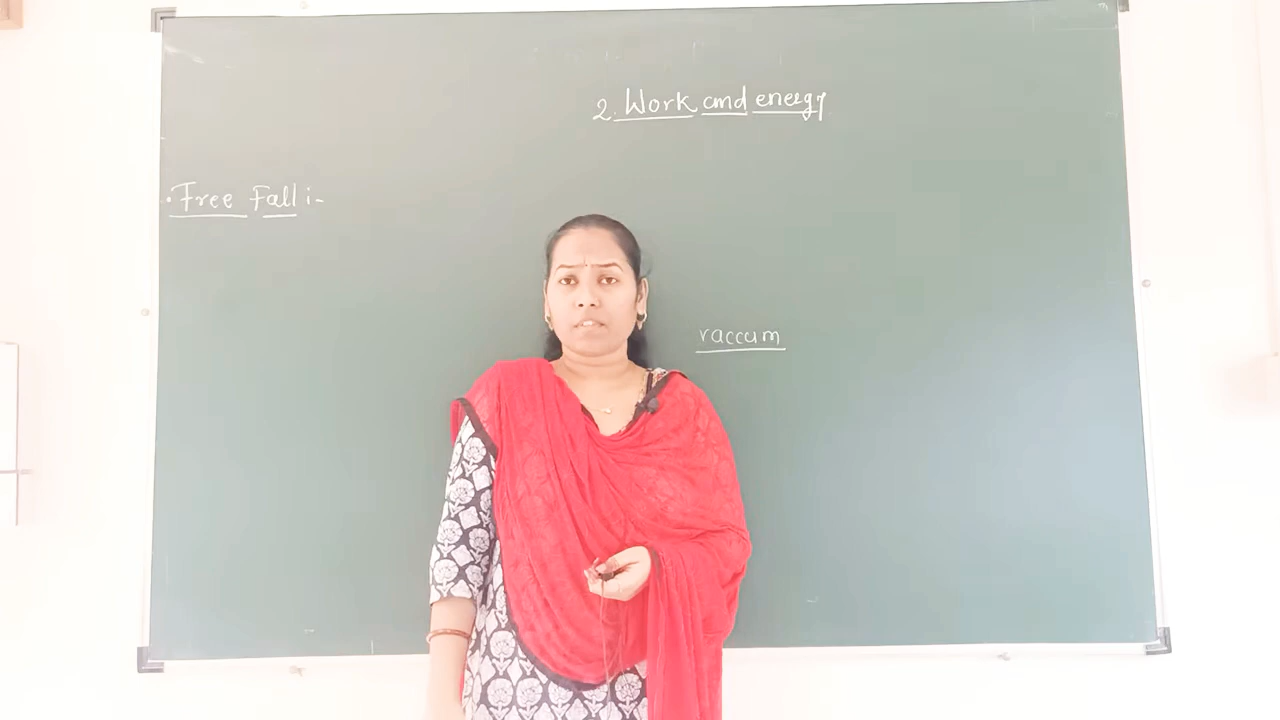 2. Work and energy
• Free Fall :-
vaccum